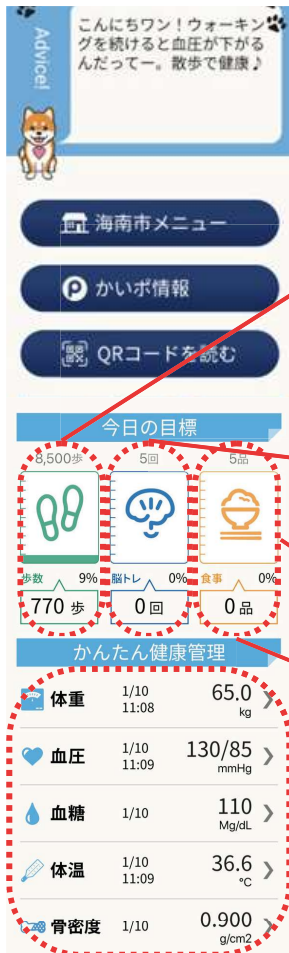 Advice!
こんにちワン！ウォーキン
グを続けると血圧が下がる
んだってー。散歩で健康♪
海南市メニュー
P かいポ情報
QRコードを読む
今日の目標
8,500歩 5回 5品
歩数 9% 脳トレ 0% 食事 0%
770 歩 0 回 0 品
かんたん健康管理
体重 1/10 11:08 65.0 kg
血圧 1/10 11:09 130/85 mmHg
血糖 1/10 110 Mg/dL
体温 1/10 11:09 36.6 °C
骨密度 1/10 0.900 g/cm2